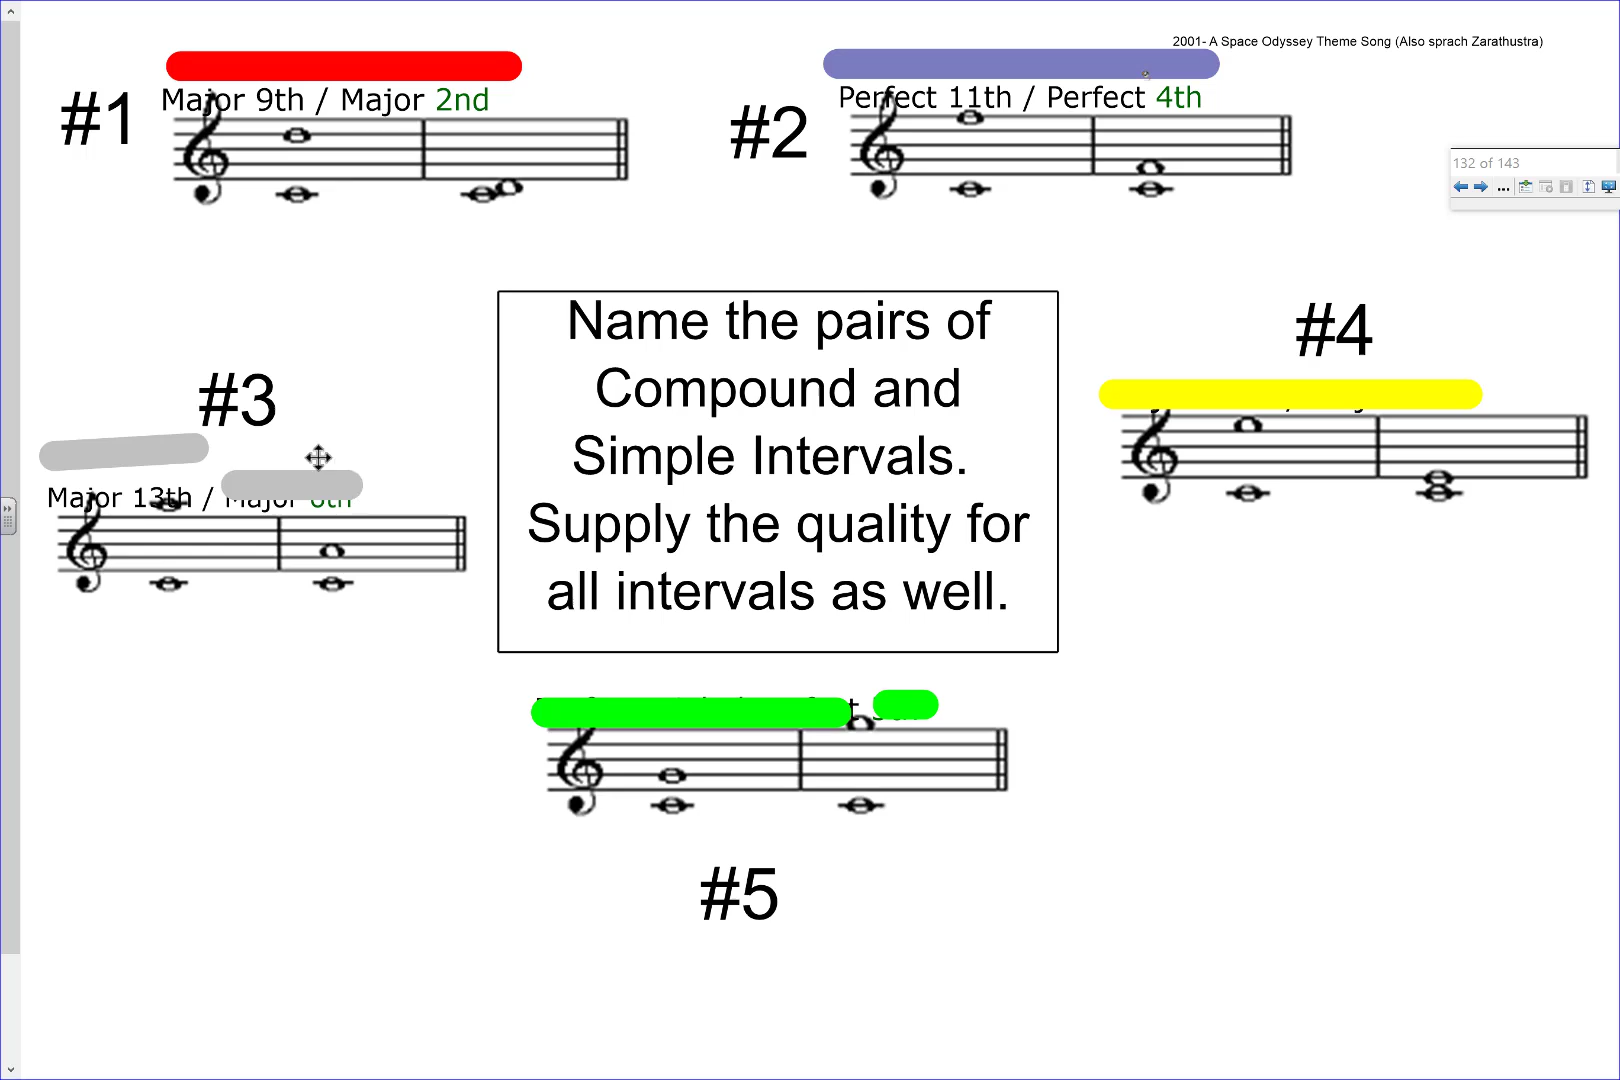 2001- A Space Odyssey Theme Song (Also sprach Zarathustra)
#1
Major 9th / Major 2nd
#2
Perfect 11th / Perfect 4th
132 of 143
...
Name the pairs of
Compound and
Simple Intervals.
Supply the quality for
all intervals as well.
#3
Major 13th / Major 6th
#4
#5